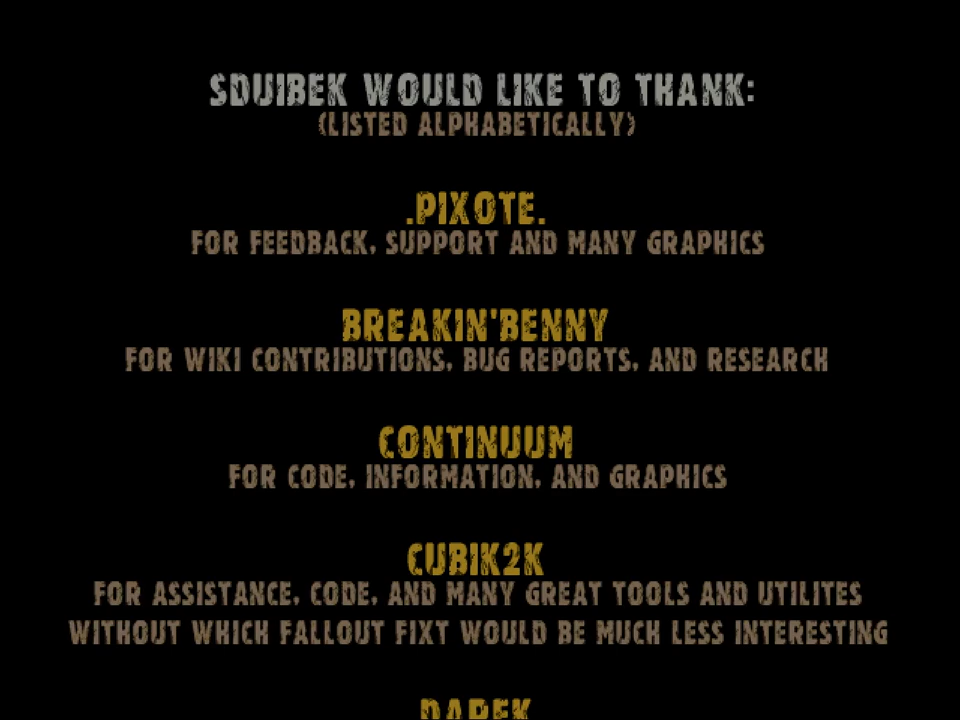 SDUIBEK WOULD LIKE TO THANK:
(LISTED ALPHABETICALLY)
.PIXOTE.
FOR FEEDBACK, SUPPORT AND MANY GRAPHICS
BREAKIN'BENNY
FOR WIKI CONTRIBUTIONS, BUG REPORTS, AND RESEARCH
CONTINUUM
FOR CODE, INFORMATION, AND GRAPHICS
CUBIK2K
FOR ASSISTANCE, CODE, AND MANY GREAT TOOLS AND UTILITES
WITHOUT WHICH FALLOUT FIXT WOULD BE MUCH LESS INTERESTING